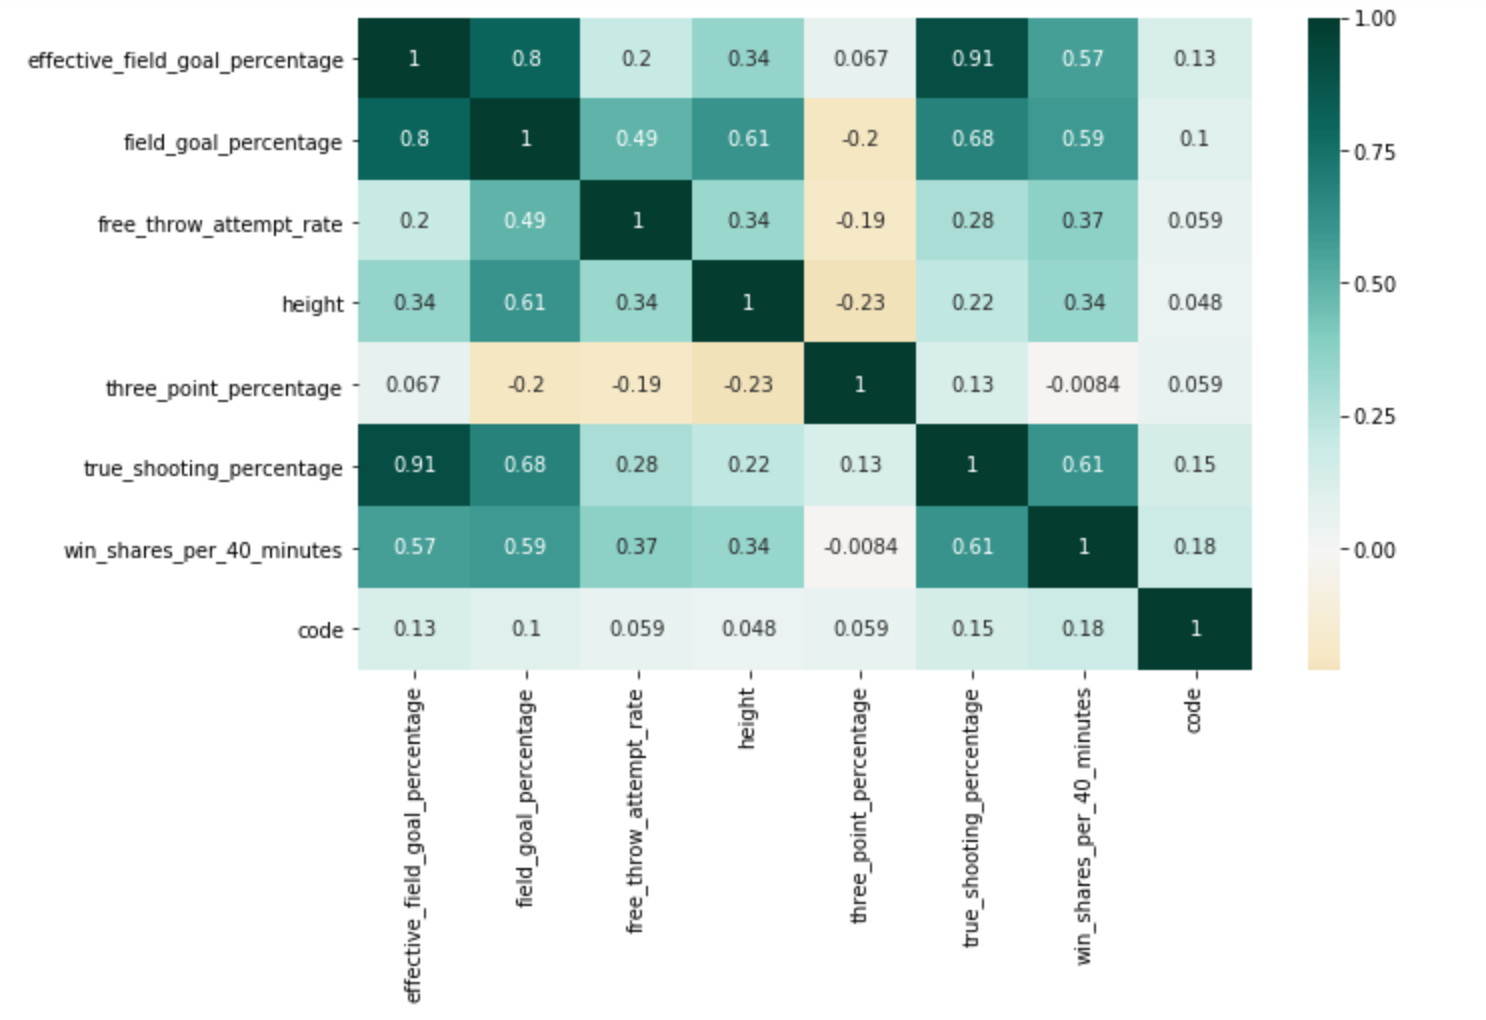 effective_field_goal_percentage 1 0.8 0.2 0.34 0.067 0.91 0.57 0.13
field_goal_percentage 0.8 1 0.49 0.61 -0.2 0.68 0.59 0.1
free_throw_attempt_rate 0.2 0.49 1 0.34 -0.19 0.28 0.37 0.059
height 0.34 0.61 0.34 1 -0.23 0.22 0.34 0.048
three_point_percentage 0.067 -0.2 -0.19 -0.23 1 0.13 -0.0084 0.059
true_shooting_percentage 0.91 0.68 0.28 0.22 0.13 1 0.61 0.15
win_shares_per_40_minutes 0.57 0.59 0.37 0.34 -0.0084 0.61 1 0.18
code 0.13 0.1 0.059 0.048 0.059 0.15 0.18 1
effective_field_goal_percentage
field_goal_percentage
free_throw_attempt_rate
height
three_point_percentage
true_shooting_percentage
win_shares_per_40_minutes
code
1.00
0.75
0.50
0.25
0.00